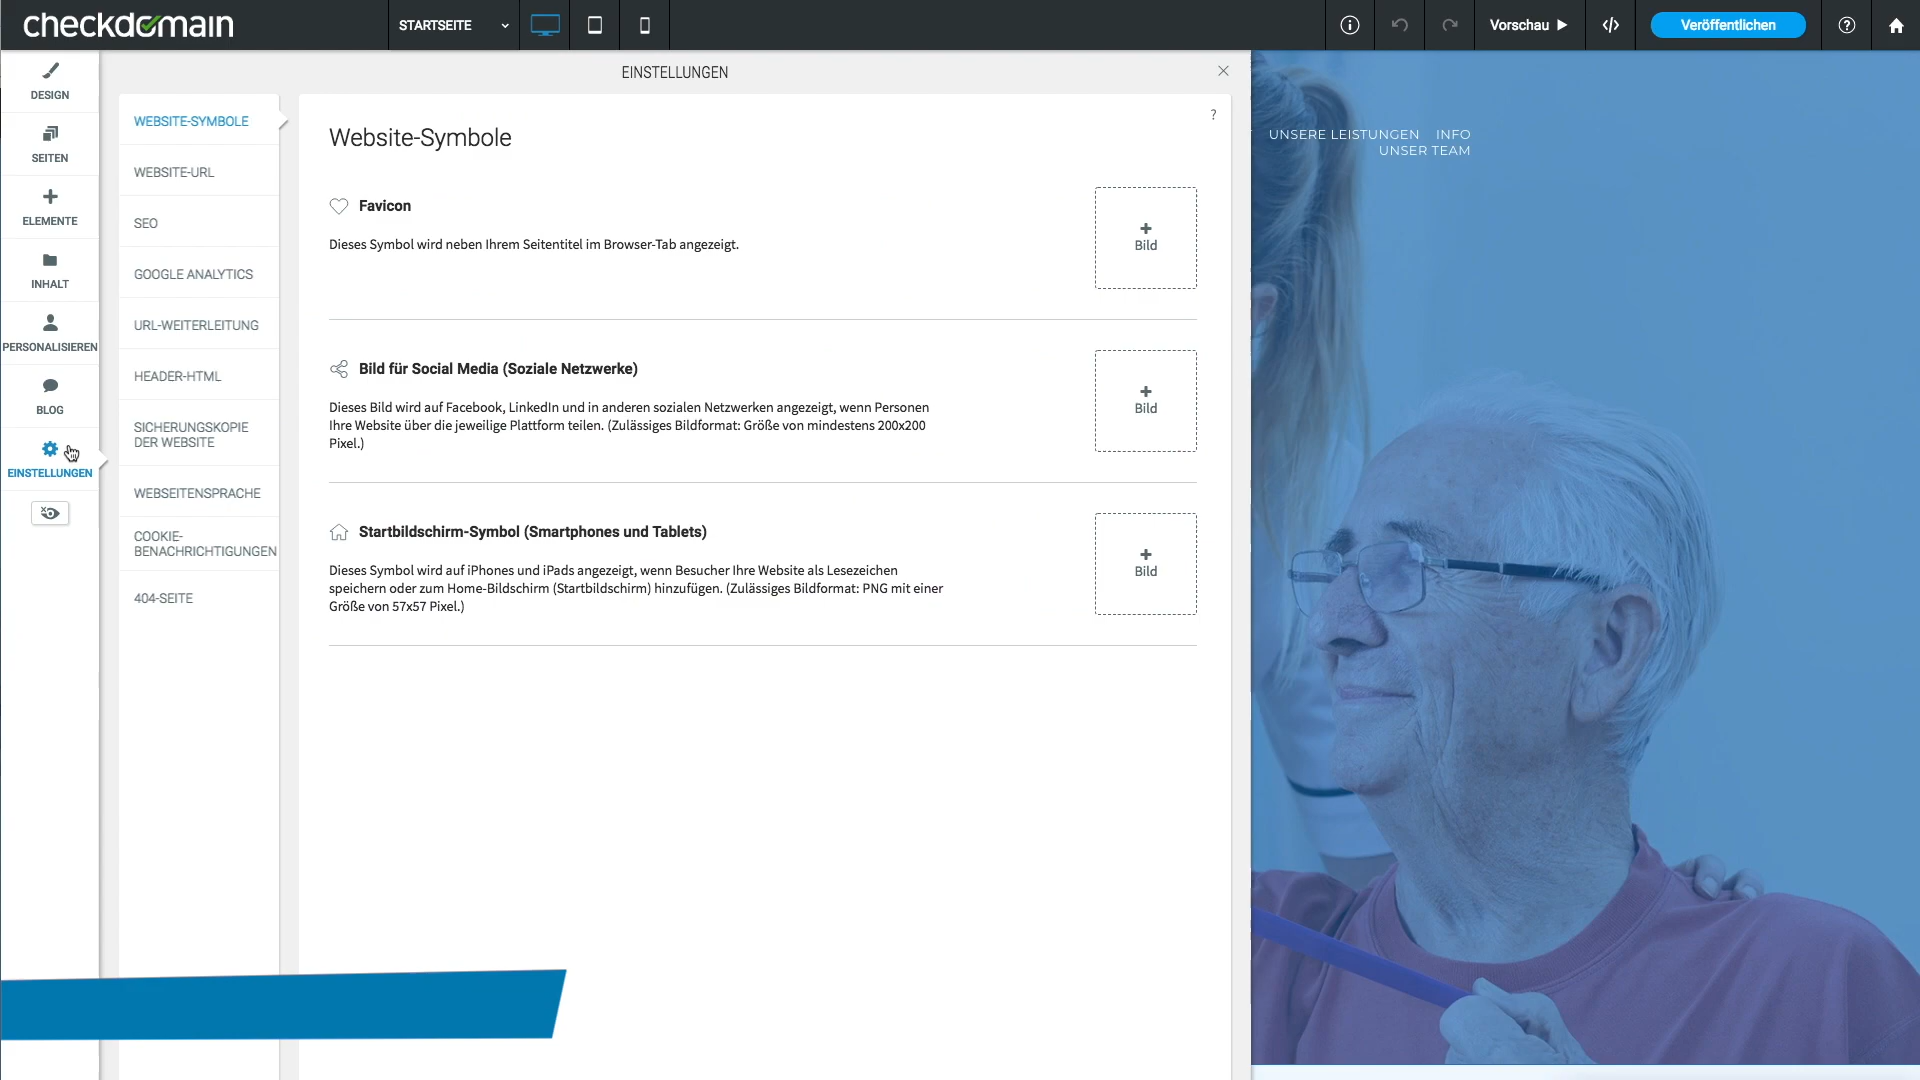 checkdomain
STARTSEITE
Vorschau
Veröffentlichen
DESIGN
SEITEN
ELEMENTE
INHALT
PERSONALISIEREN
BLOG
EINSTELLUNGEN
EINSTELLUNGEN
WEBSITE-SYMBOLE
WEBSITE-URL
SEO
GOOGLE ANALYTICS
URL-WEITERLEITUNG
HEADER-HTML
SICHERUNGSKOPIE
DER WEBSITE
WEBSEITENSPRACHE
COOKIE-
BENACHRICHTIGUNGEN
404-SEITE
?
Website-Symbole
Favicon
Dieses Symbol wird neben Ihrem Seitentitel im Browser-Tab angezeigt.
+
Bild
Bild für Social Media (Soziale Netzwerke)
Dieses Bild wird auf Facebook, LinkedIn und in anderen sozialen Netzwerken angezeigt, wenn Personen
Ihre Website über die jeweilige Plattform teilen. (Zulässiges Bildformat: Größe von mindestens 200x200
Pixel.)
+
Bild
Startbildschirm-Symbol (Smartphones und Tablets)
Dieses Symbol wird auf iPhones und iPads angezeigt, wenn Besucher Ihre Website als Lesezeichen
speichern oder zum Home-Bildschirm (Startbildschirm) hinzufügen. (Zulässiges Bildformat: PNG mit einer
Größe von 57x57 Pixel.)
+
Bild
UNSERE LEISTUNGEN INFO
UNSER TEAM